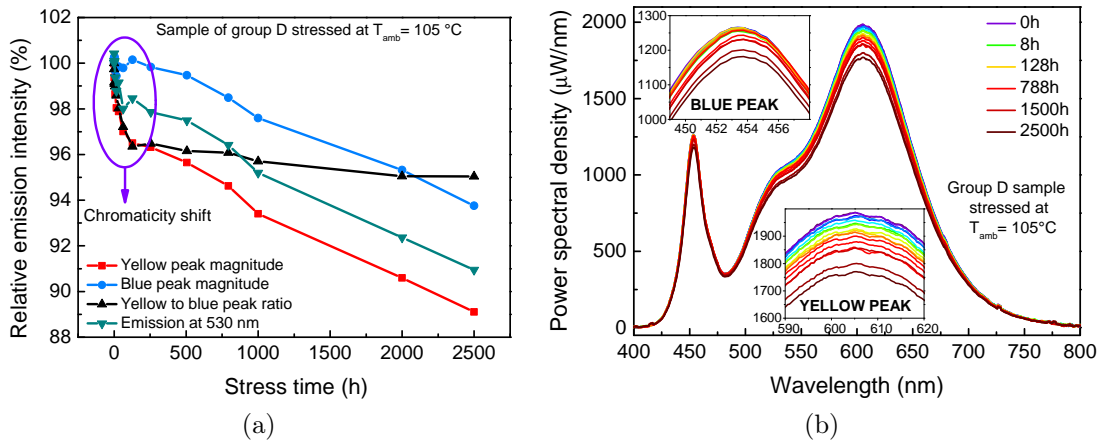 Sample of group D stressed at T_amb = 105 °C
Relative emission intensity (%)
100
98
96
94
92
90
88
Chromaticity shift
Yellow peak magnitude
Blue peak magnitude
Yellow to blue peak ratio
Emission at 530 nm
0 500 1000 1500 2000 2500
Stress time (h)
(a)
Power spectral density (μW/nm)
2000
1500
1000
500
0
1300
1200
1100
1000
450 452 454 456
BLUE PEAK
0h
8h
128h
788h
1500h
2500h
Group D sample
stressed at
T_amb= 105°C
1900
1800
1700
1600
590 600 610 620
YELLOW PEAK
400 450 500 550 600 650 700 750 800
Wavelength (nm)
(b)